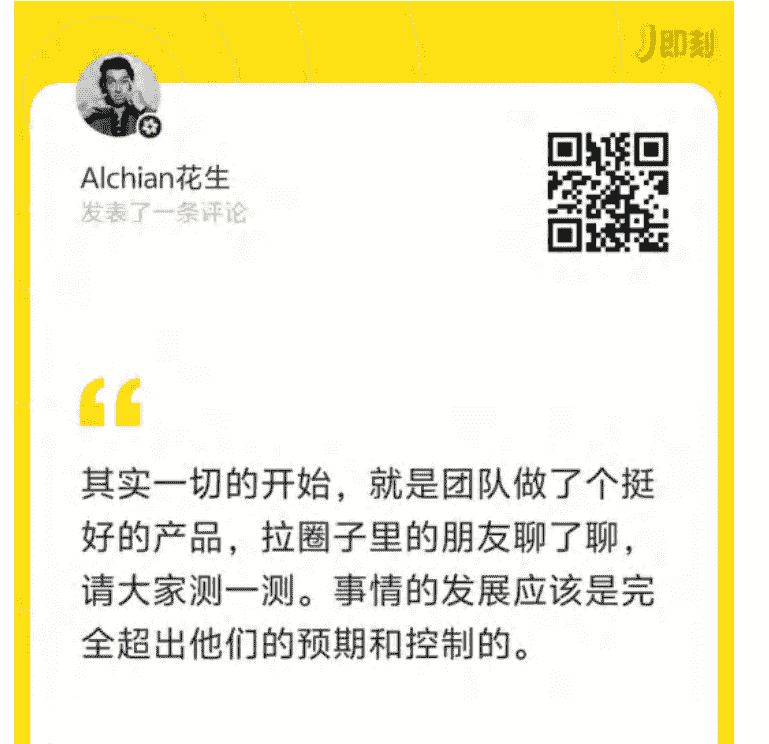 即刻
Alchian花生
发表了一条评论
其实一切的开始，就是团队做了个挺
好的产品，拉圈子里的朋友聊了聊，
请大家测一测。事情的发展应该是完
全超出他们的预期和控制的。